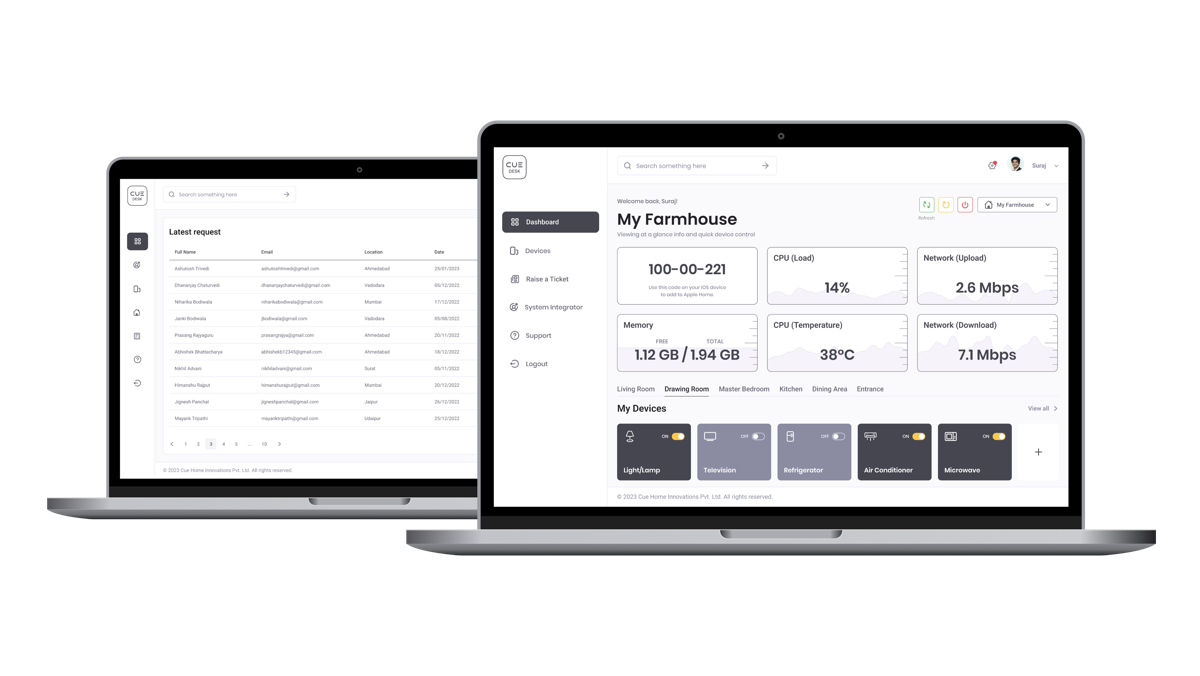 CUE
DESK
Search something here
Latest request
Full Name Email Location Date
Ashutosh Trivedi ashutoshtrivedi@gmail.com Ahmedabad 25/01/2023
Dhananjay Chaturvedi dhananjaychaturvedi@gmail.com Vadodara 05/12/2022
Niharika Bodiwala niharikabodiwala@gmail.com Mumbai 17/12/2022
Janki Bodiwala jbodiwala@gmail.com Vadodara 05/08/2022
Prasang Rajyaguru prasangrajya@gmail.com Ahmedabad 20/11/2022
Abhishek Bhattacharya abhishekb12345@gmail.com Ahmedabad 18/12/2022
Nikhil Advani nikhiladvani@gmail.com Surat 05/11/2022
Himanshu Rajput himanshurajput@gmail.com Mumbai 20/12/2022
Jignesh Panchal jigneshpanchal@gmail.com Jaipur 26/12/2022
Mayank Tripathi mayanktripathi@gmail.com Udaipur 25/12/2022
1 2 3 4 5 ... 10
© 2023 Cue Home Innovations Pvt. Ltd. All rights reserved.
CUE
DESK
Search something here
Suraj
Dashboard
Devices
Raise a Ticket
System Integrator
Support
Logout
Welcome back, Suraj!
My Farmhouse
Viewing at a glance info and quick device control
Refresh
My Farmhouse
100-00-221
Use this code on your iOS device
to add to Apple Home.
CPU (Load)
14%
Network (Upload)
2.6 Mbps
Memory
FREE TOTAL
1.12 GB / 1.94 GB
CPU (Temperature)
38°C
Network (Download)
7.1 Mbps
Living Room Drawing Room Master Bedroom Kitchen Dining Area Entrance
My Devices
View all
ON
Light/Lamp
OFF
Television
OFF
Refrigerator
ON
Air Conditioner
ON
Microwave
© 2023 Cue Home Innovations Pvt. Ltd. All rights reserved.